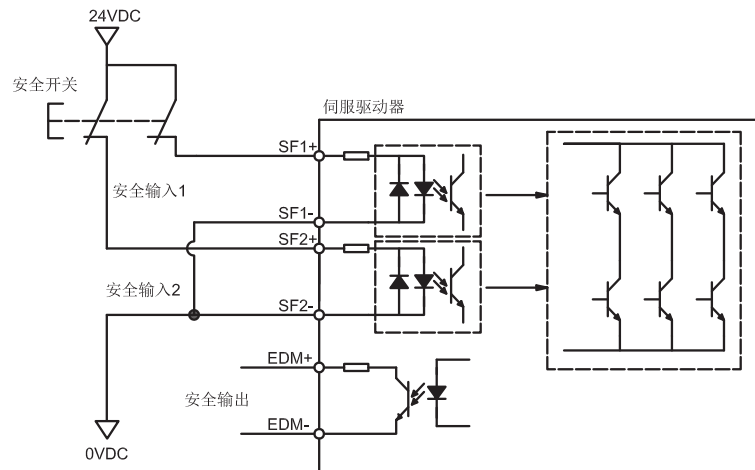 24VDC
安全开关
伺服驱动器
SF1+
安全输入1
SF1-
SF2+
安全输入2
SF2-
EDM+
安全输出
EDM-
0VDC